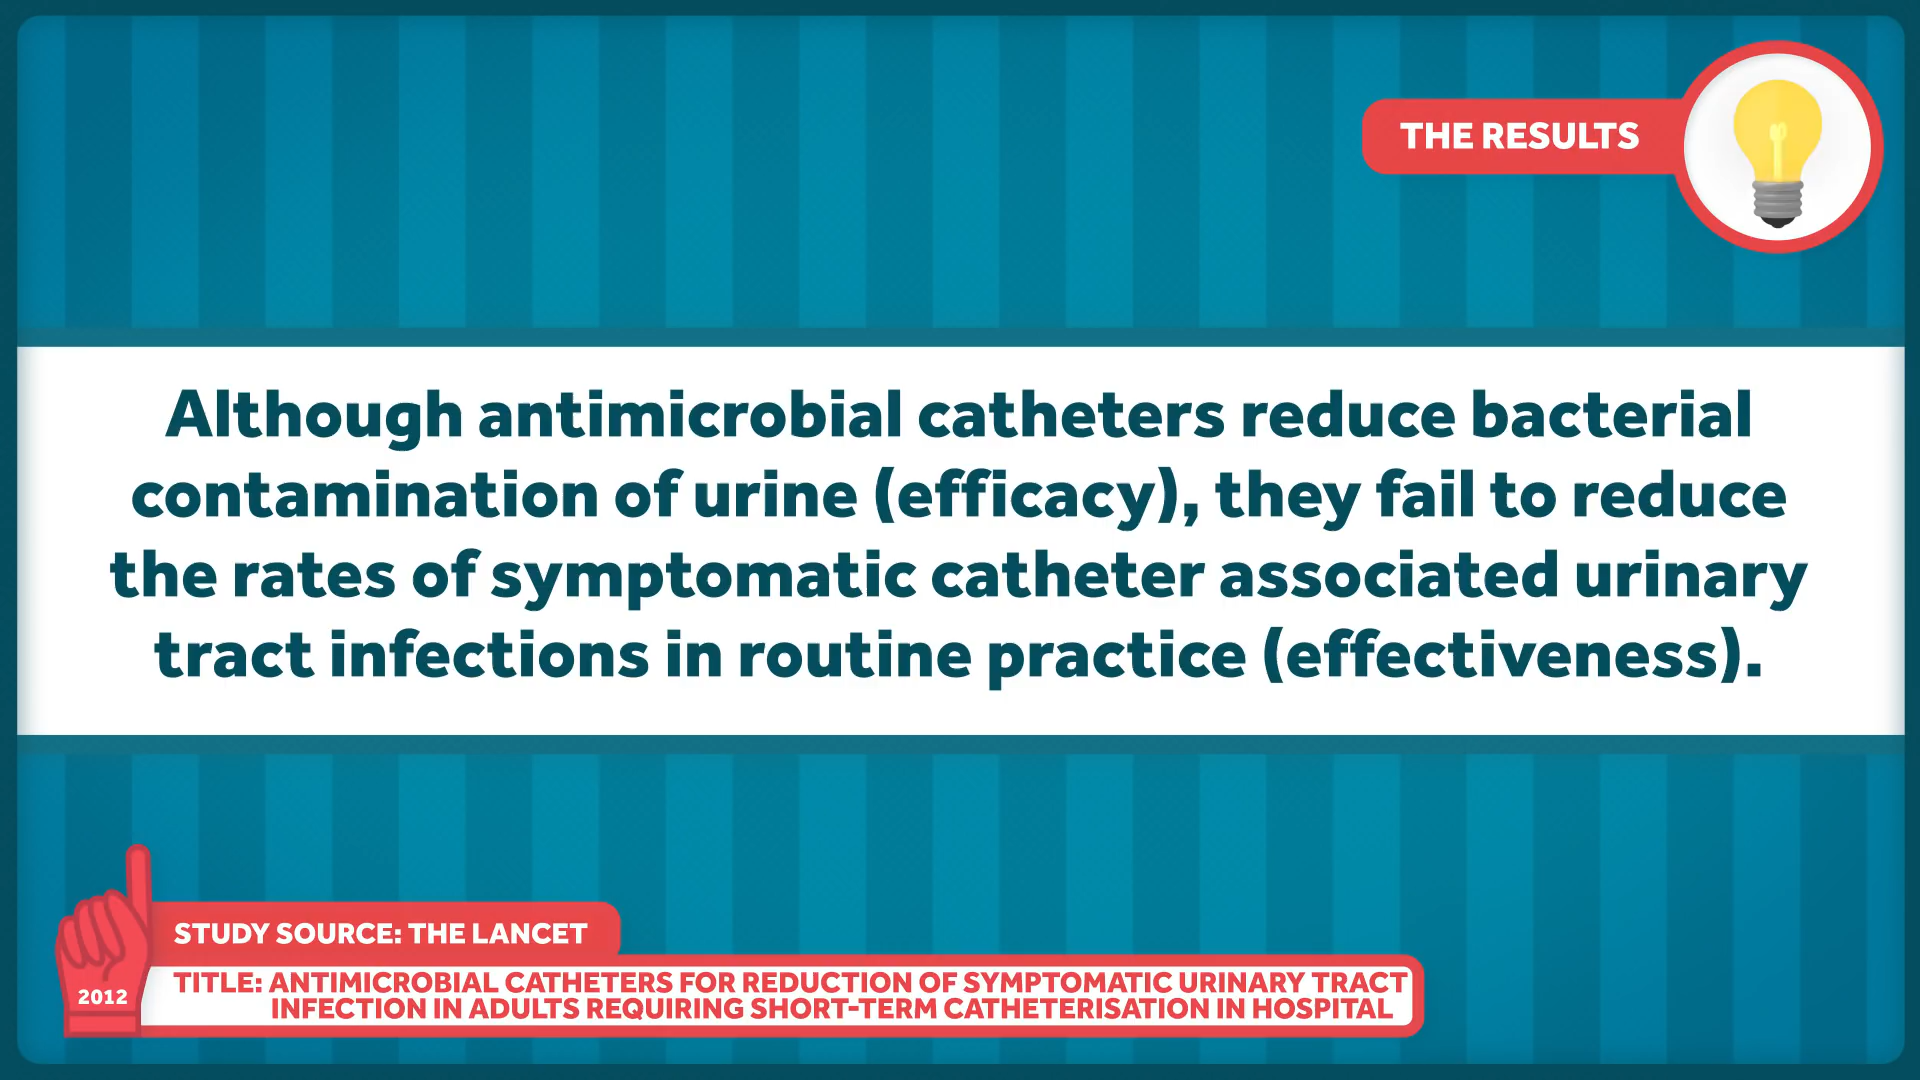 THE RESULTS
Although antimicrobial catheters reduce bacterial
contamination of urine (efficacy), they fail to reduce
the rates of symptomatic catheter associated urinary
tract infections in routine practice (effectiveness).
STUDY SOURCE: THE LANCET
TITLE: ANTIMICROBIAL CATHETERS FOR REDUCTION OF SYMPTOMATIC URINARY TRACT
INFECTION IN ADULTS REQUIRING SHORT-TERM CATHETERISATION IN HOSPITAL
2012